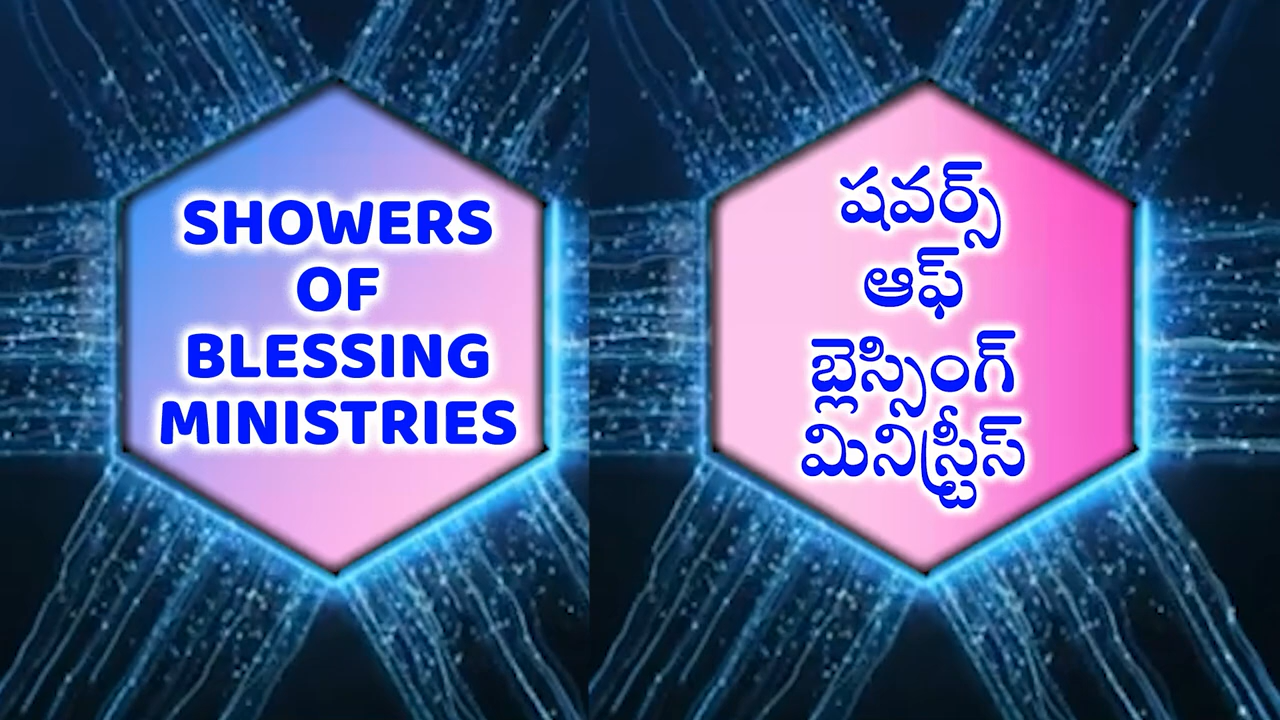 SHOWERS
OF
BLESSING
MINISTRIES
షవర్స్
ఆఫ్
బ్లెస్సింగ్
మినిస్ట్రీస్